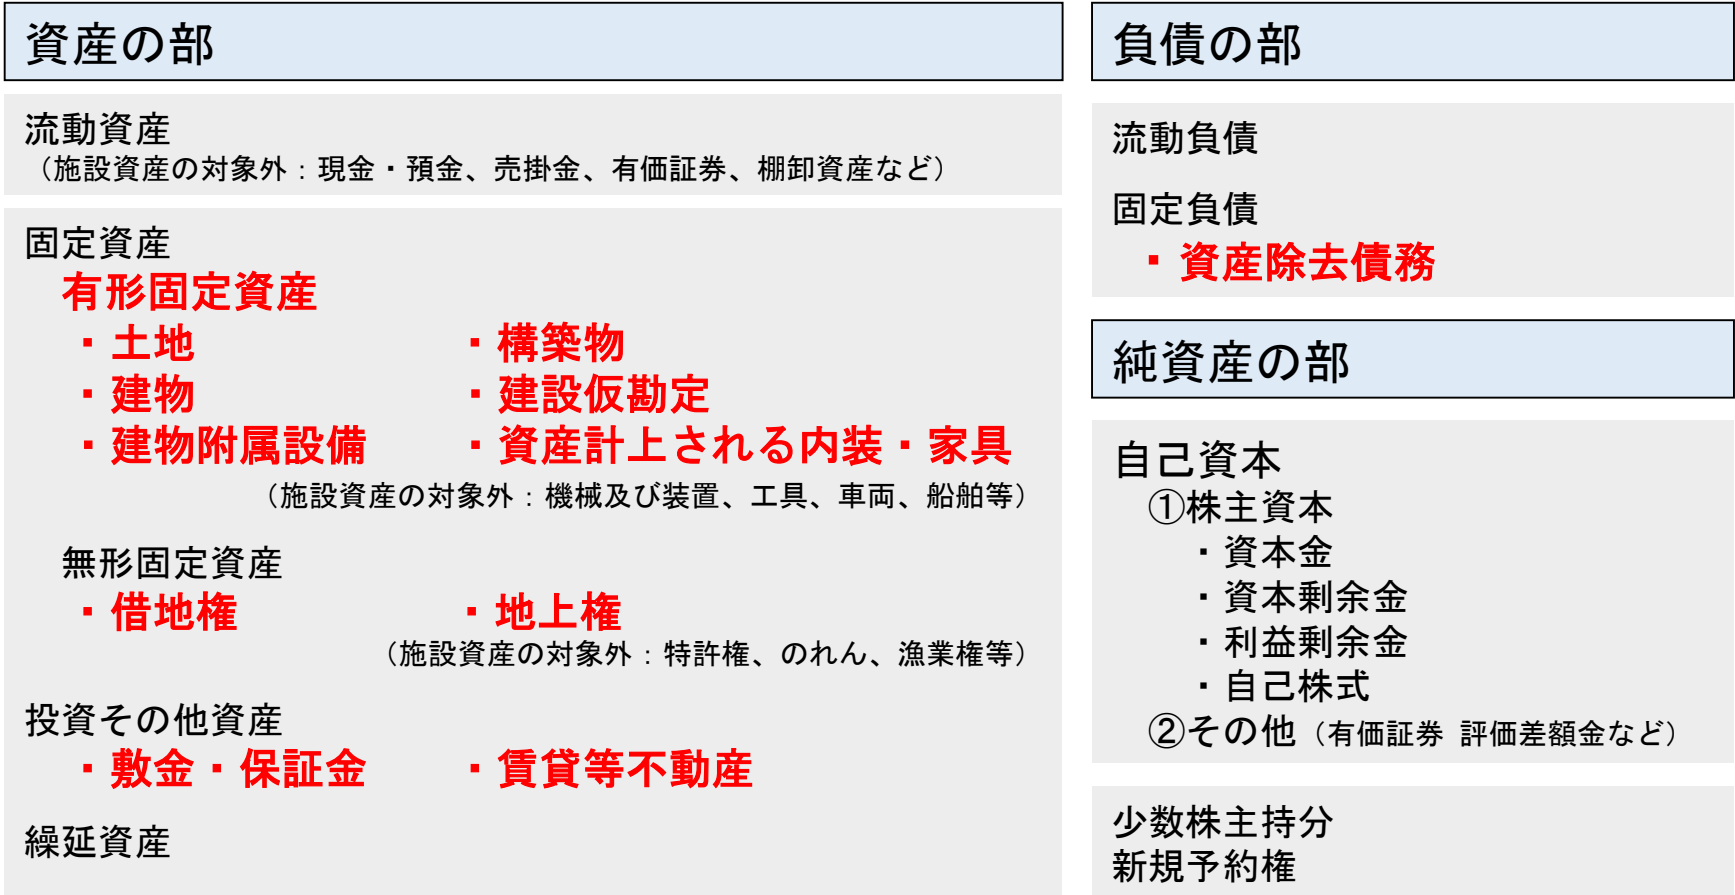 資産の部
流動資産
（施設資産の対象外：現金・預金、売掛金、有価証券、棚卸資産など）
固定資産
有形固定資産
・土地 ・構築物
・建物 ・建設仮勘定
・建物附属設備 ・資産計上される内装・家具
（施設資産の対象外：機械及び装置、工具、車両、船舶等）
無形固定資産
・借地権 ・地上権
（施設資産の対象外：特許権、のれん、漁業権等）
投資その他資産
・敷金・保証金 ・賃貸等不動産
繰延資産
負債の部
流動負債
固定負債
・資産除去債務
純資産の部
自己資本
①株主資本
・資本金
・資本剰余金
・利益剰余金
・自己株式
②その他（有価証券 評価差額金など）
少数株主持分
新規予約権